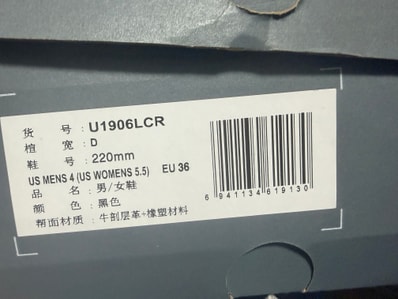 货 号: U1906LCR
楦 宽: D
鞋 号: 220mm
US MENS 4 (US WOMENS 5.5) EU 36
品 名: 男/女鞋
颜 色: 黑色
帮面材质: 牛剖层革+橡塑材料
6 941134 619130